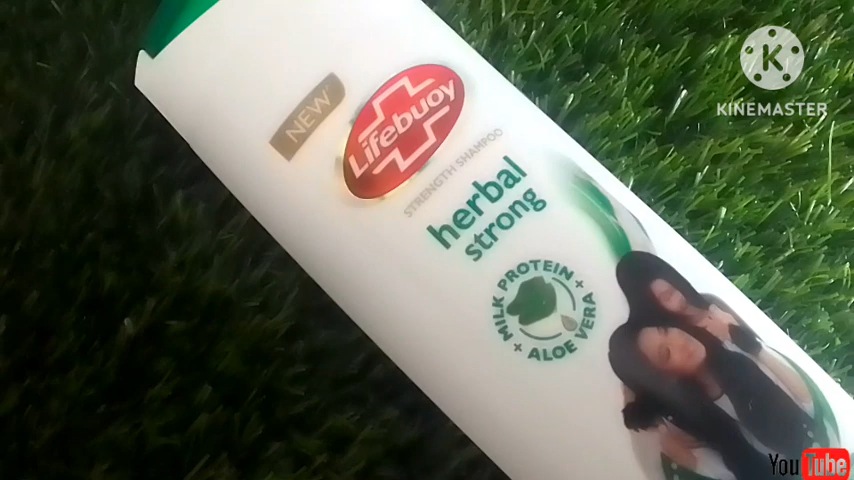 NEW
Lifebuoy
STRENGTH SHAMPOO
herbal
strong
MILK PROTEIN +
ALOE VERA +
KINEMASTER
YouTube